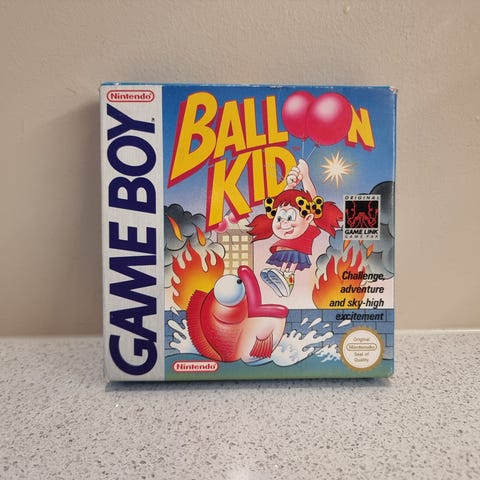 Nintendo
GAME BOY
BALLOON
KID
TM
ORIGINAL
GAME LINK
GAME PAK
Challenge,
adventure
and sky-high
excitement
Original
Nintendo
Seal of
Quality
Nintendo